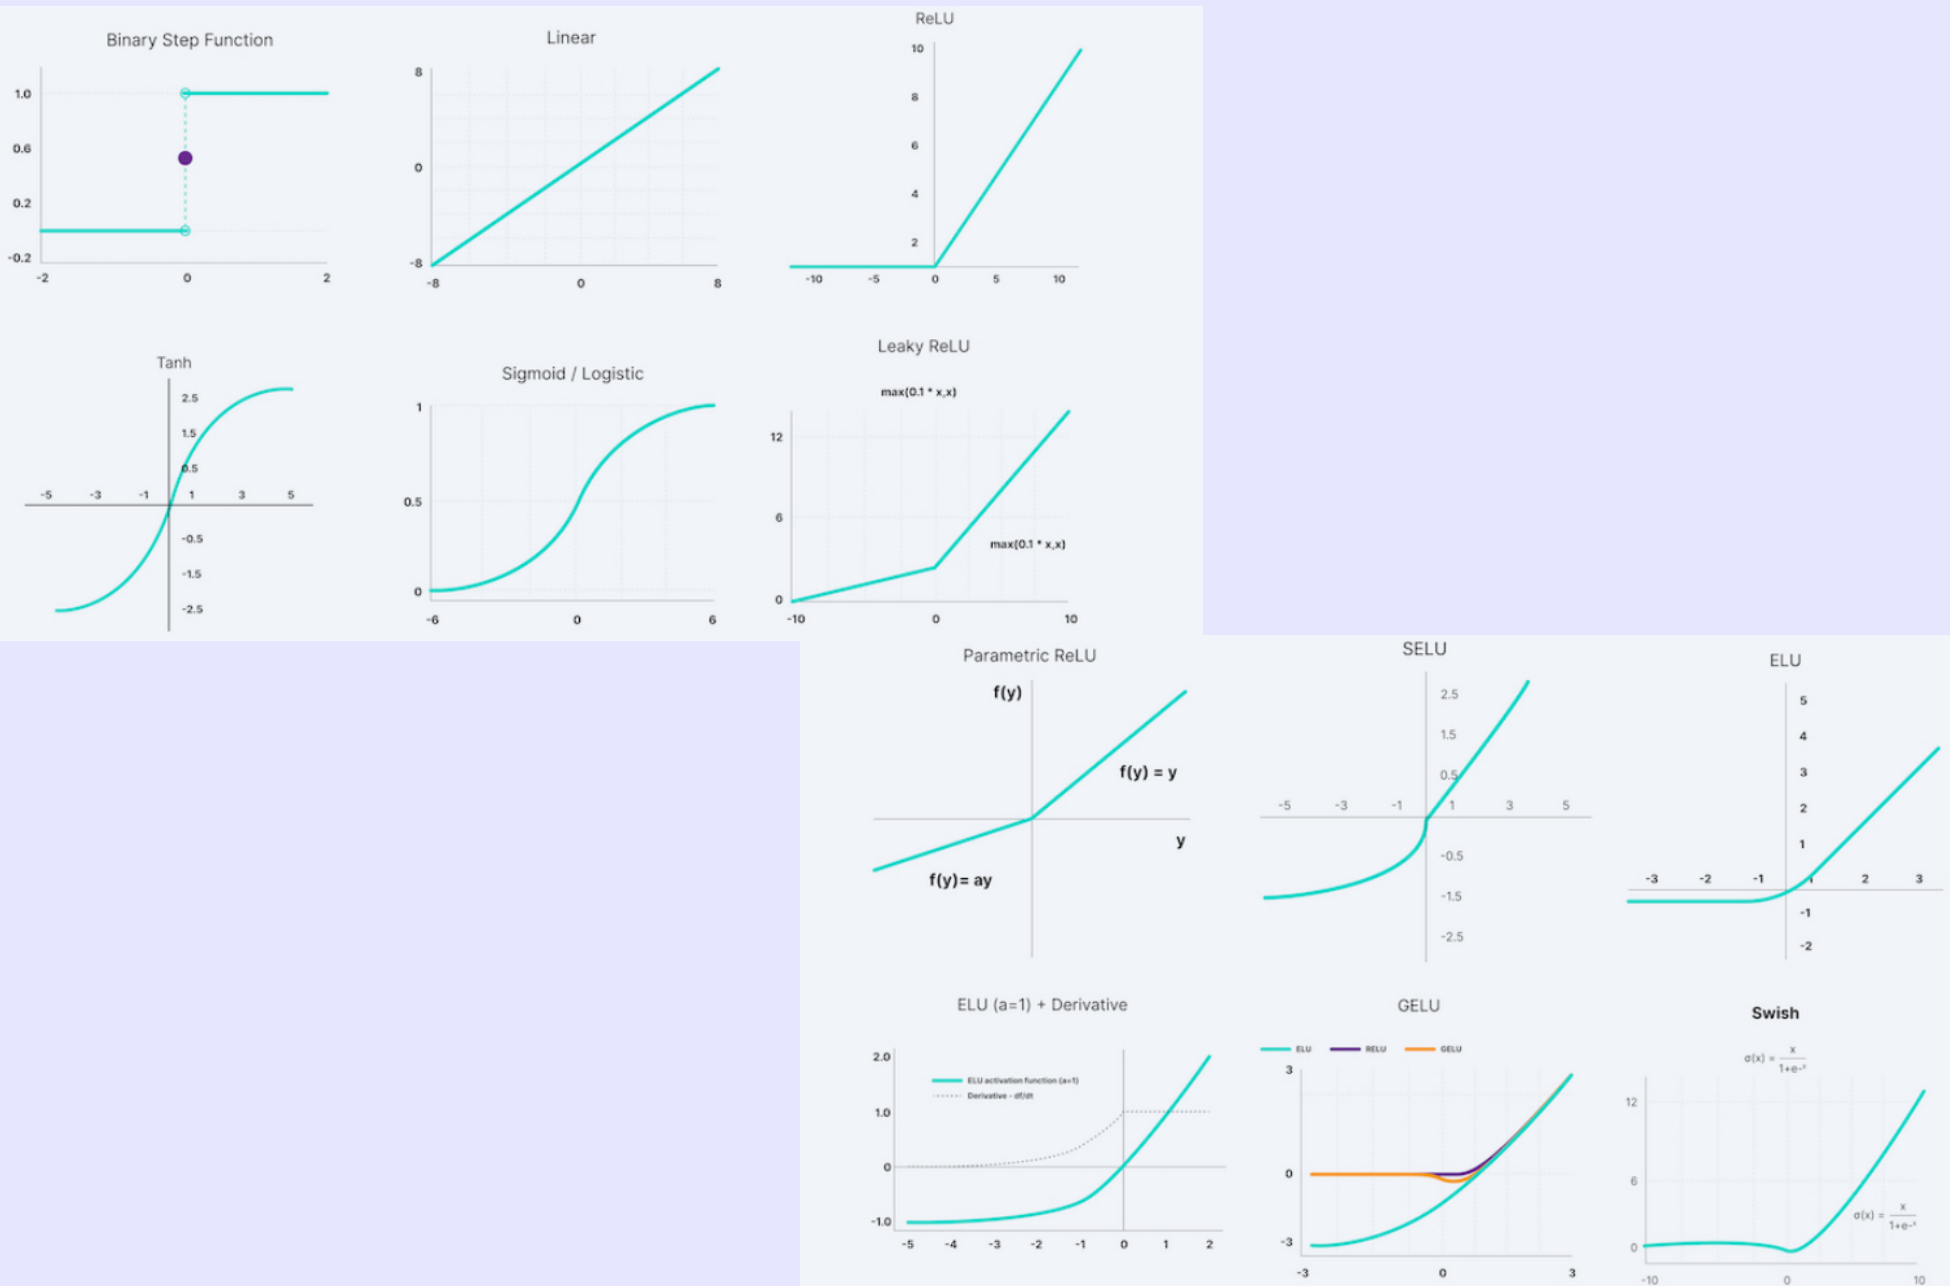 Binary Step Function
1.0
0.6
0.2
-0.2
-2 0 2
Linear
8
0
-8
-8 0 8
ReLU
10
8
6
4
2
-10 -5 0 5 10
Tanh
2.5
1.5
0.5
-5 -3 -1 1 3 5
-0.5
-1.5
-2.5
Sigmoid / Logistic
1
0.5
0
-6 0 6
Leaky ReLU
max(0.1 * x,x)
12
6
max(0.1 * x,x)
0
-10 0 10
Parametric ReLU
f(y)
f(y) = y
y
f(y)= ay
SELU
2.5
1.5
0.5
-5 -3 -1 1 3 5
-0.5
-1.5
-2.5
ELU
5
4
3
2
1
-3 -2 -1 1 2 3
-1
-2
ELU (a=1) + Derivative
2.0
ELU activation function (a=1)
Derivative - df/dt
1.0
0
-1.0
-5 -4 -3 -2 -1 0 1 2
GELU
ELU RELU GELU
3
0
-3
-3 0 3
Swish
σ(x) = x
1+e-ˣ
12
6
σ(x) = x
1+e-ˣ
0
-10 0 10